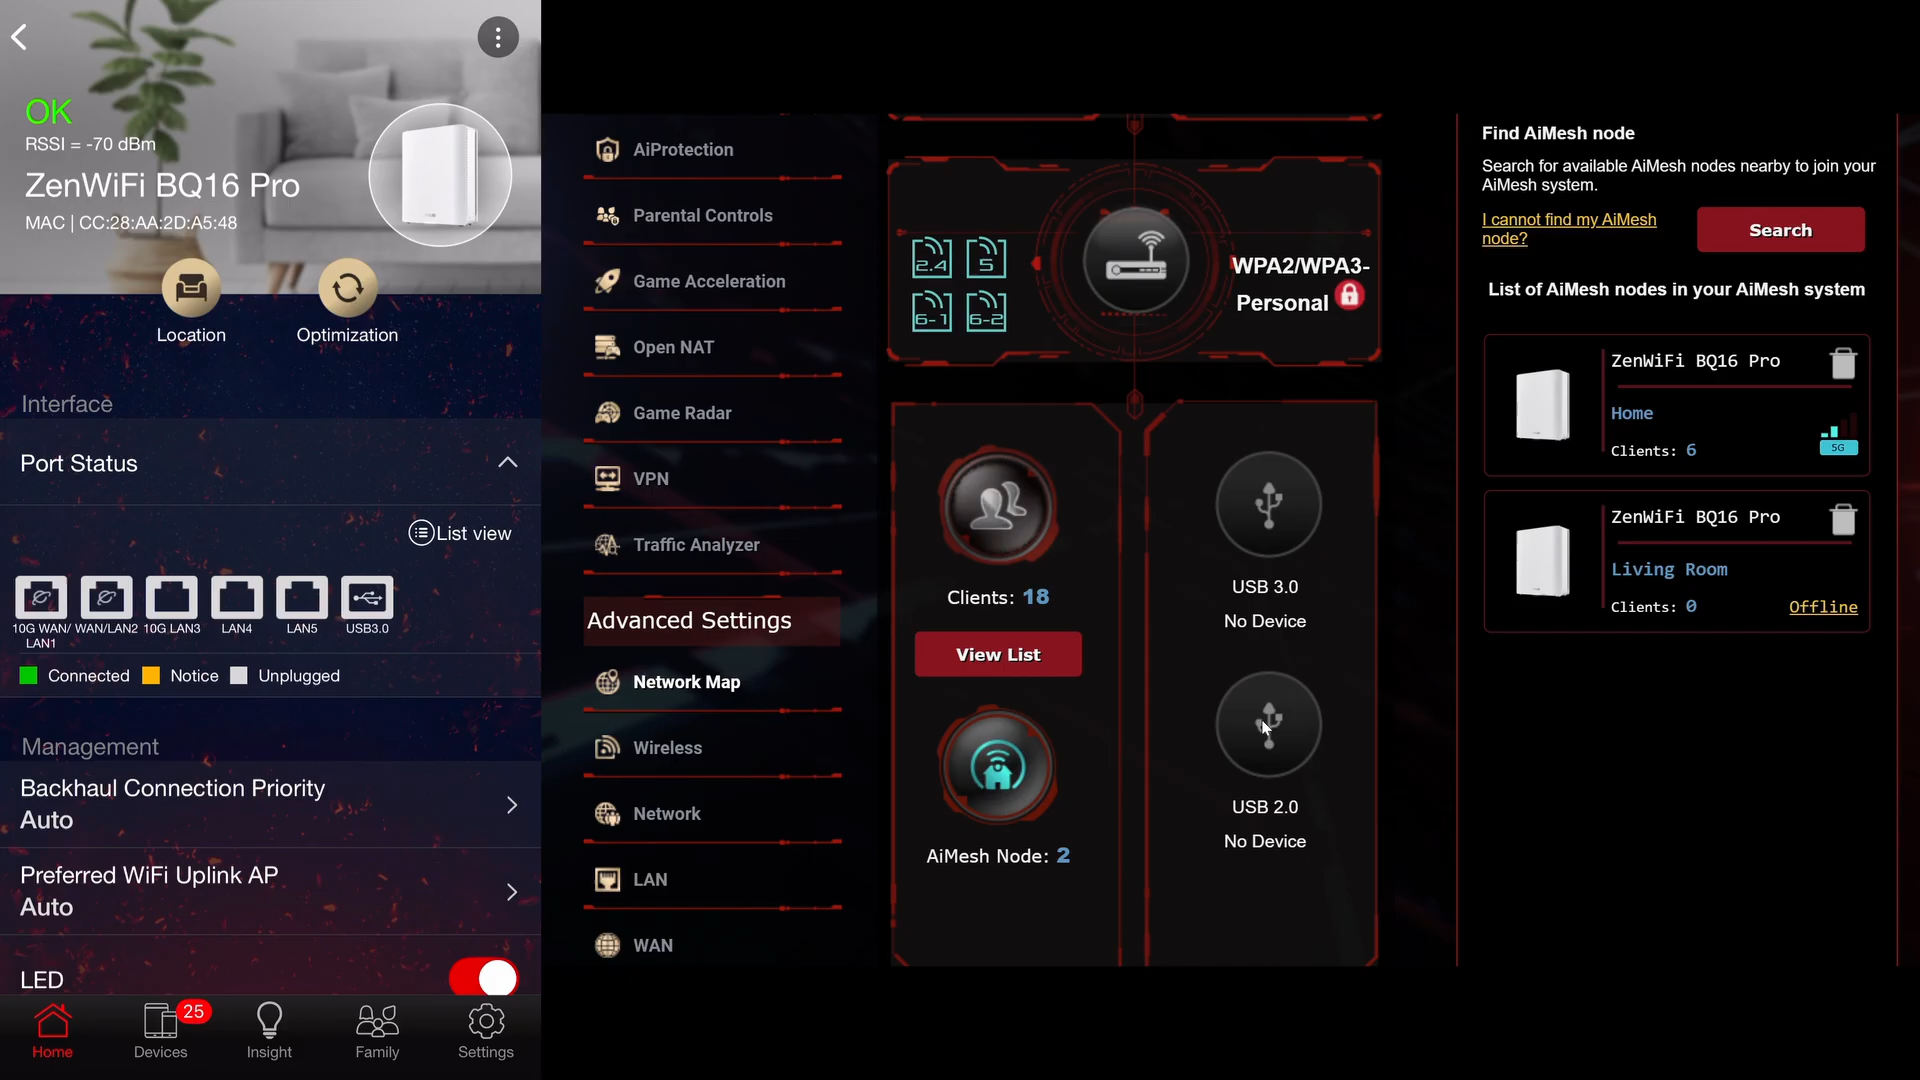 OK
RSSI = -70 dBm
ZenWiFi BQ16 Pro
MAC | CC:28:AA:2D:A5:48
Location
Optimization
Interface
Port Status
List view
10G WAN/
LAN1
WAN/LAN2
10G LAN3
LAN4
LAN5
USB3.0
Connected
Notice
Unplugged
Management
Backhaul Connection Priority
Auto
Preferred WiFi Uplink AP
Auto
LED
25
Home
Devices
Insight
Family
Settings
AiProtection
Parental Controls
Game Acceleration
Open NAT
Game Radar
VPN
Traffic Analyzer
Advanced Settings
Network Map
Wireless
Network
LAN
WAN
2.4
5
6-1
6-2
WPA2/WPA3-
Personal
Clients: 18
View List
AiMesh Node: 2
USB 3.0
No Device
USB 2.0
No Device
Find AiMesh node
Search for available AiMesh nodes nearby to join your
AiMesh system.
I cannot find my AiMesh
node?
Search
List of AiMesh nodes in your AiMesh system
ZenWiFi BQ16 Pro
Home
Clients: 6
5G
ZenWiFi BQ16 Pro
Living Room
Clients: 0
Offline